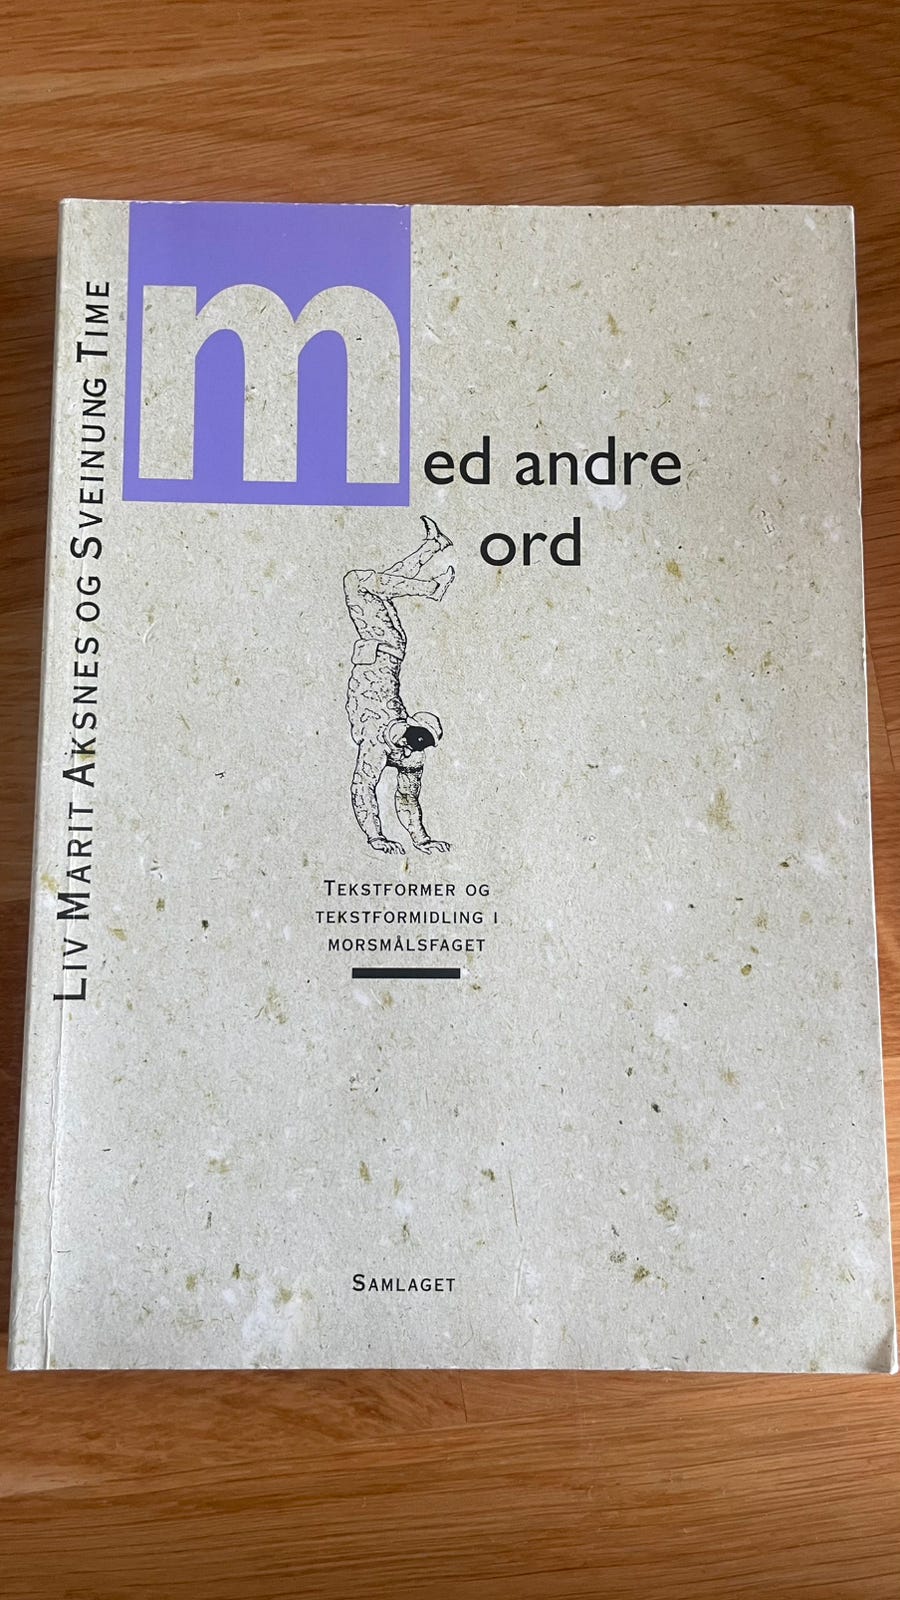 Liv Marit Aksnes og Sveinung Time
med andre
ord
Tekstformer og
tekstformidling i
morsmålsfaget
Samlaget